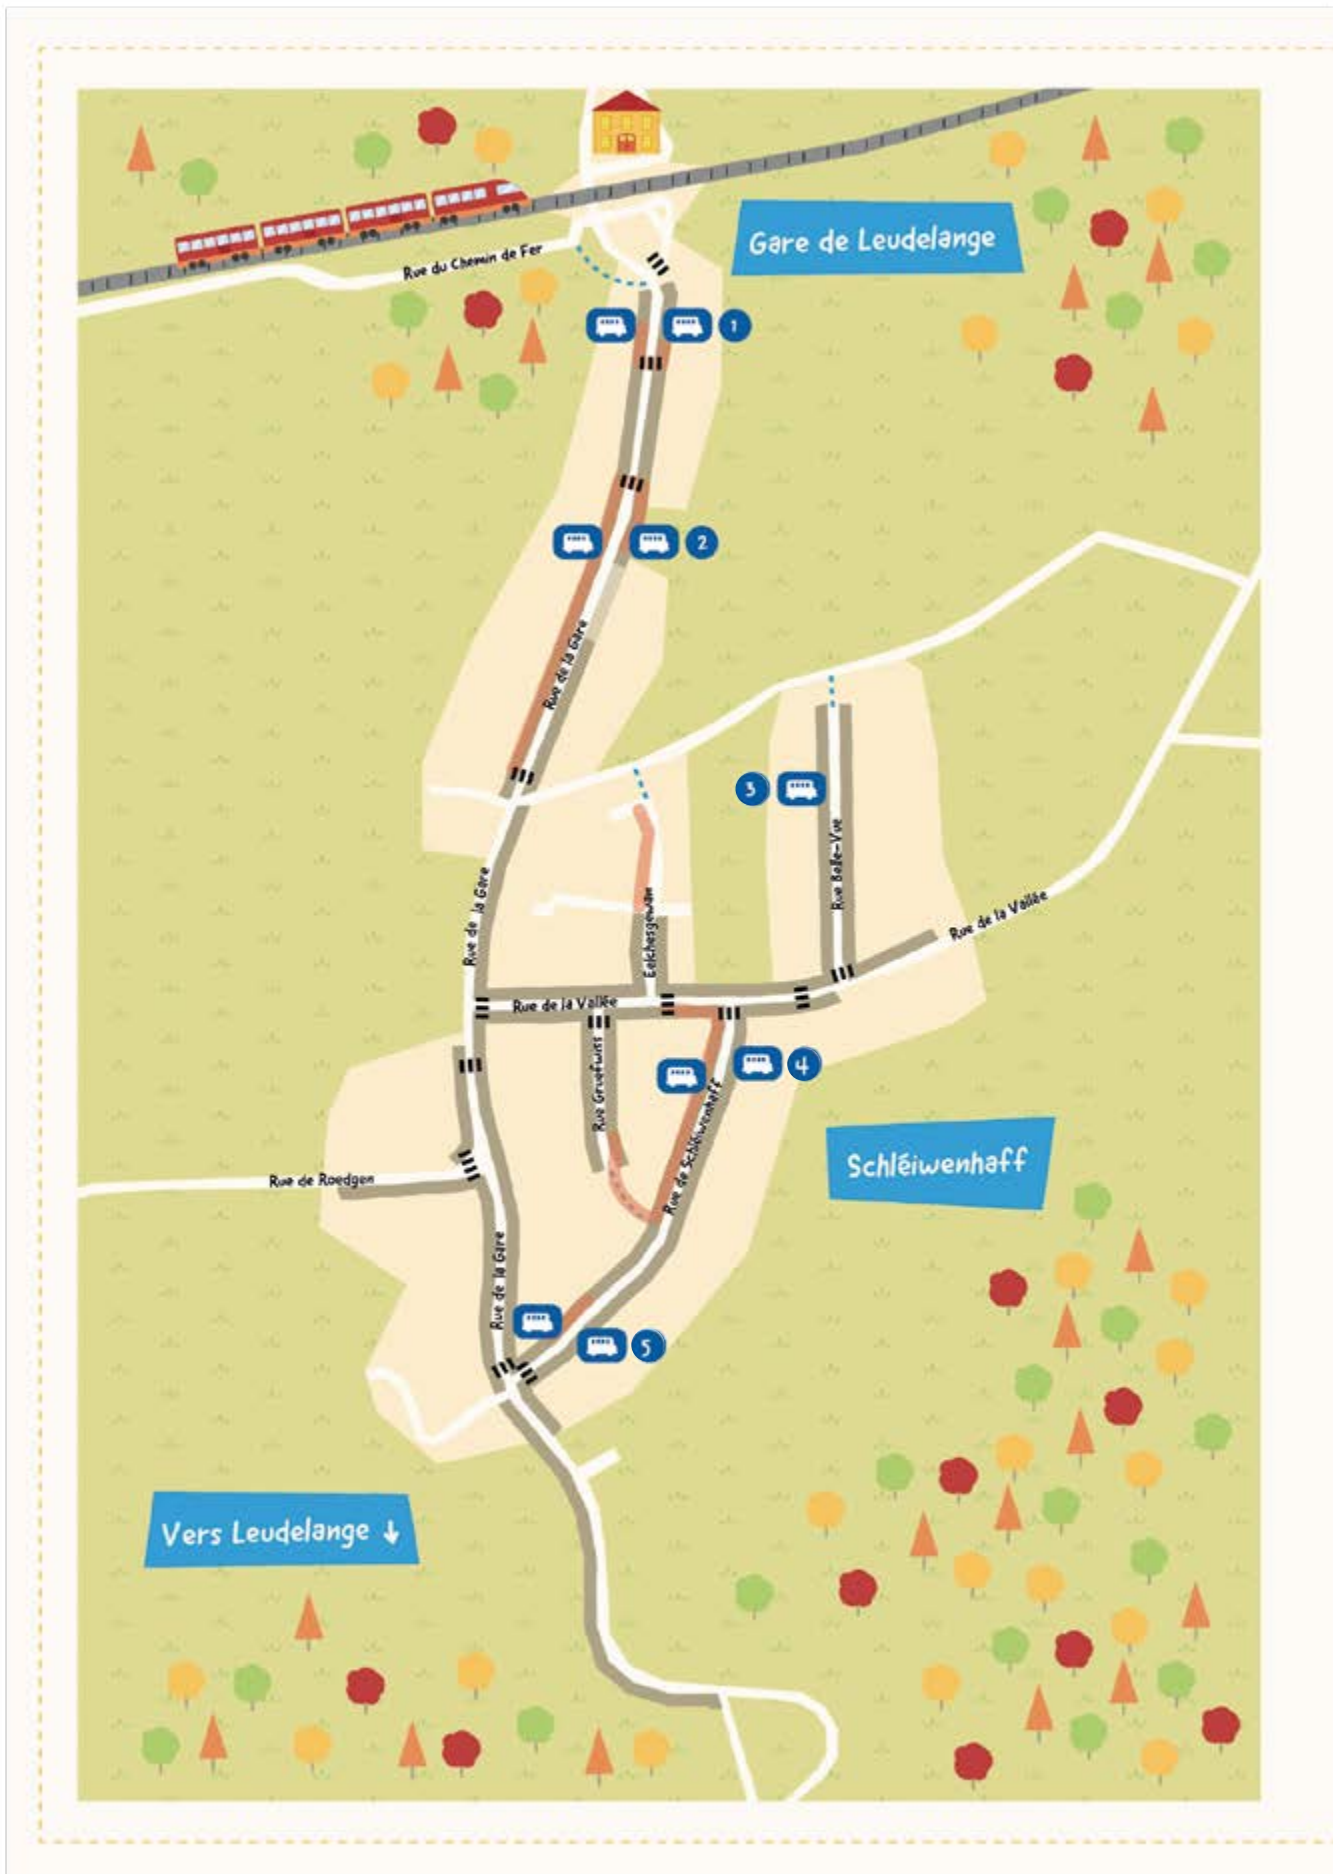 Gare de Leudelange
Rue du Chemin de Fer
1
2
Rue de la Gare
3
Rue Belle-Vue
Rue de la Gare
Eelchesgewan
Rue de la Vallée
Rue de la Vallée
Rue Gruefwiss
4
Rue de Schléiwenhaff
Schléiwenhaff
Rue de Roedgen
Rue de la Gare
5
Vers Leudelange ↓